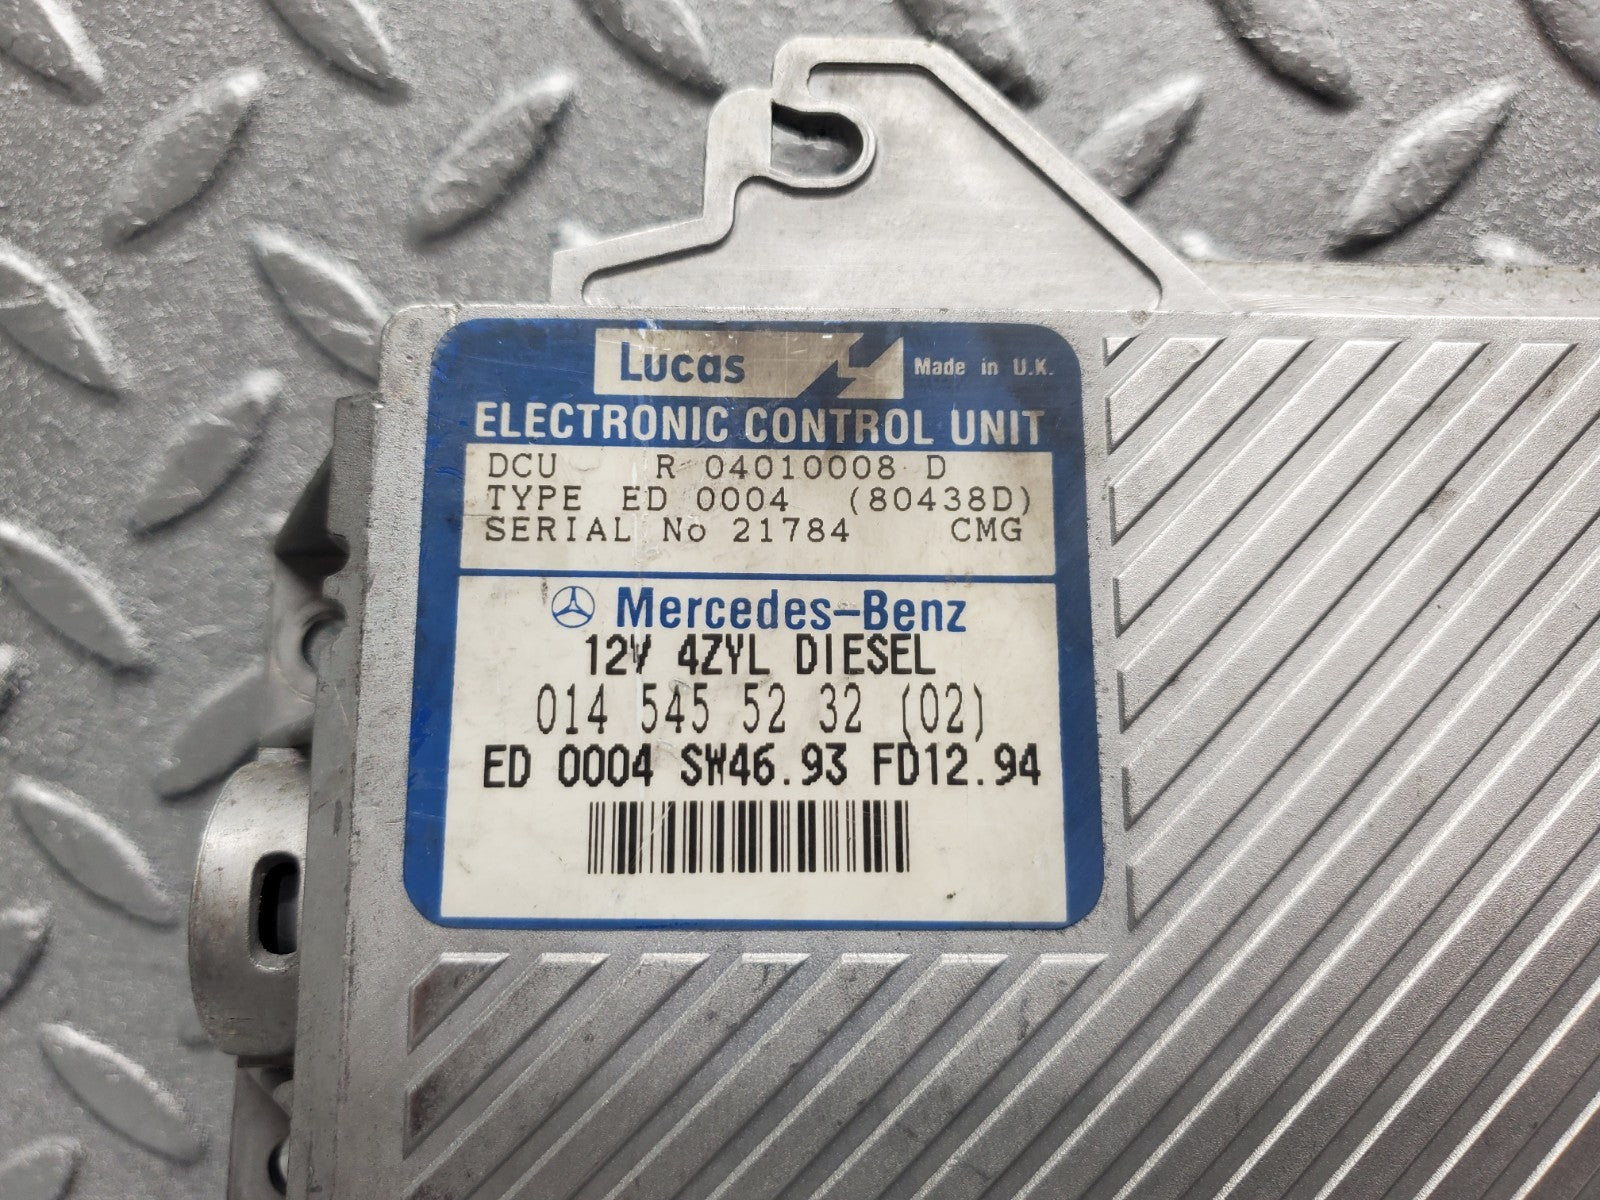 Lucas Made in U.K.
ELECTRONIC CONTROL UNIT
DCU R 04010008 D
TYPE ED 0004 (80438D)
SERIAL No 21784 CMG
Mercedes-Benz
12V 4ZYL DIESEL
014 545 52 32 (02)
ED 0004 SW46.93 FD12.94